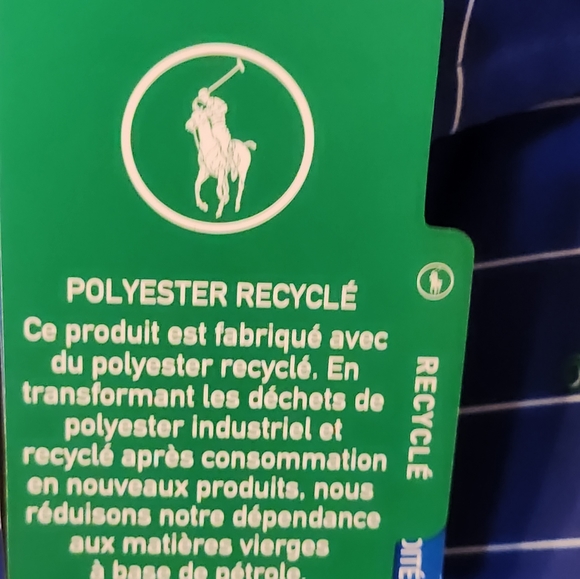 POLYESTER RECYCLÉ
Ce produit est fabriqué avec
du polyester recyclé. En
transformant les déchets de
polyester industriel et
recyclé après consommation
en nouveaux produits, nous
réduisons notre dépendance
aux matières vierges
à base de pétrole.
RECYCLÉ